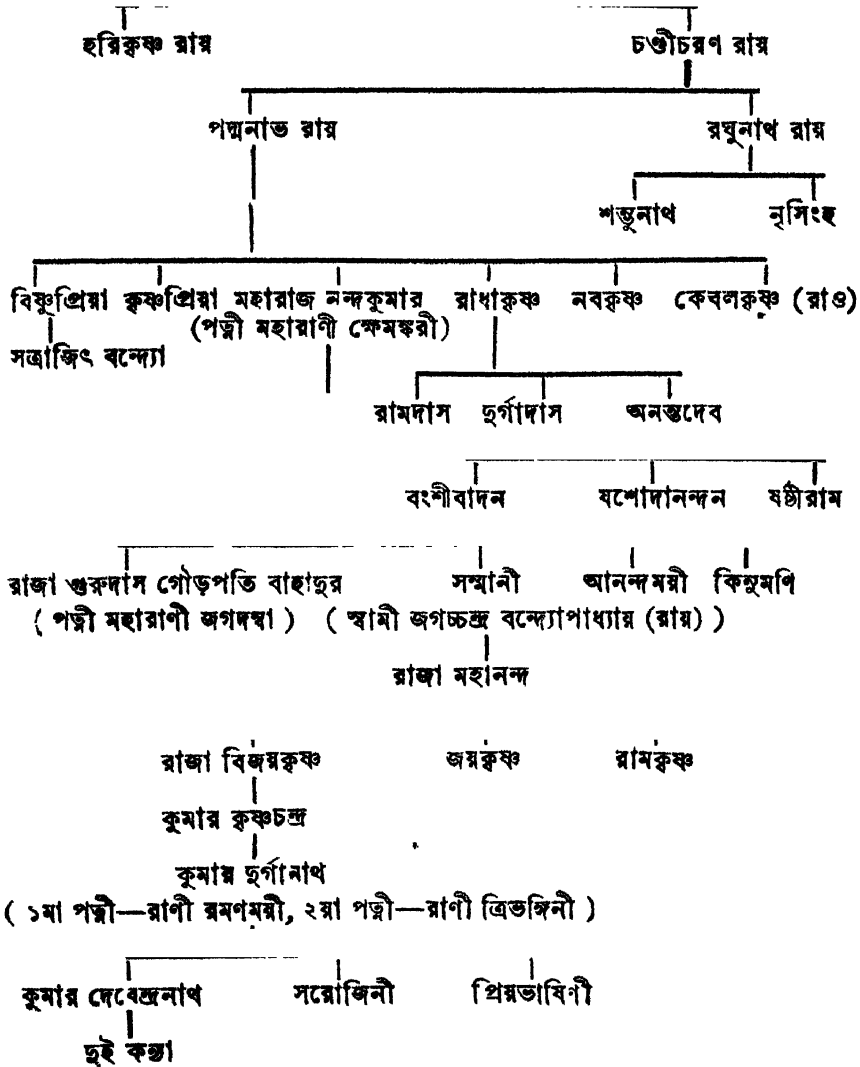 হরিকৃষ্ণ রায় চণ্ডীচরণ রায়
পদ্মনাভ রায় রঘুনাথ রায়
শম্ভুনাথ নৃসিংহ
বিষ্ণুপ্রিয়া কৃষ্ণপ্রিয়া মহারাজ নন্দকুমার রাধাকৃষ্ণ নবকৃষ্ণ কেবলকৃষ্ণ (রাও)
(পত্নী মহারাণী ক্ষেমঙ্করী)
সত্রাজিৎ বন্দ্যো
রামদাস দুর্গাদাস অনন্তদেব
বংশীবাদন যশোদানন্দন ষষ্ঠীরাম
রাজা গুরুদাস গৌড়পতি বাহাদুর সম্মানী আনন্দময়ী কিনুমণি
( পত্নী মহারাণী জগদম্বা ) ( স্বামী জগচ্চন্দ্র বন্দ্যোপাধ্যায় (রায়) )
রাজা মহানন্দ
রাজা বিজয়কৃষ্ণ জয়কৃষ্ণ রামকৃষ্ণ
কুমার কৃষ্ণচন্দ্র
কুমার দুর্গানাথ
( ১মা পত্নী—রাণী রমণময়ী, ২য়া পত্নী—রাণী ত্রিভঙ্গিনী )
কুমার দেবেন্দ্রনাথ সরোজিনী প্রিয়ভাষিণী
দুই কন্তা